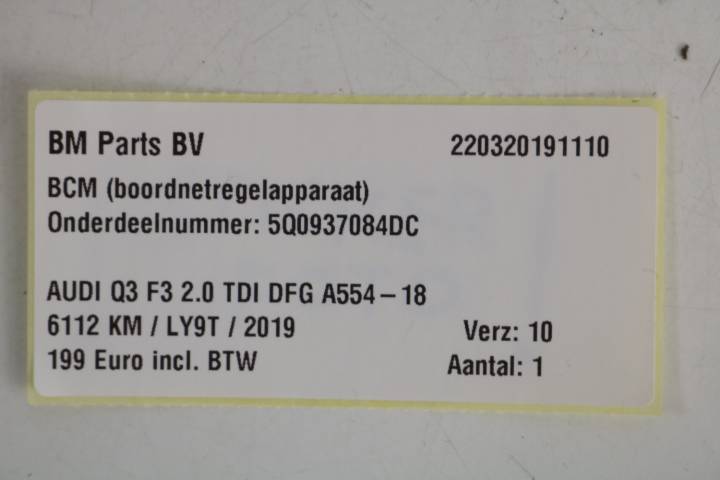 BM Parts BV 220320191110
BCM (boordnetregelapparaat)
Onderdeelnummer: 5Q0937084DC
AUDI Q3 F3 2.0 TDI DFG A554-18
6112 KM / LY9T / 2019 Verz: 10
199 Euro incl. BTW Aantal: 1